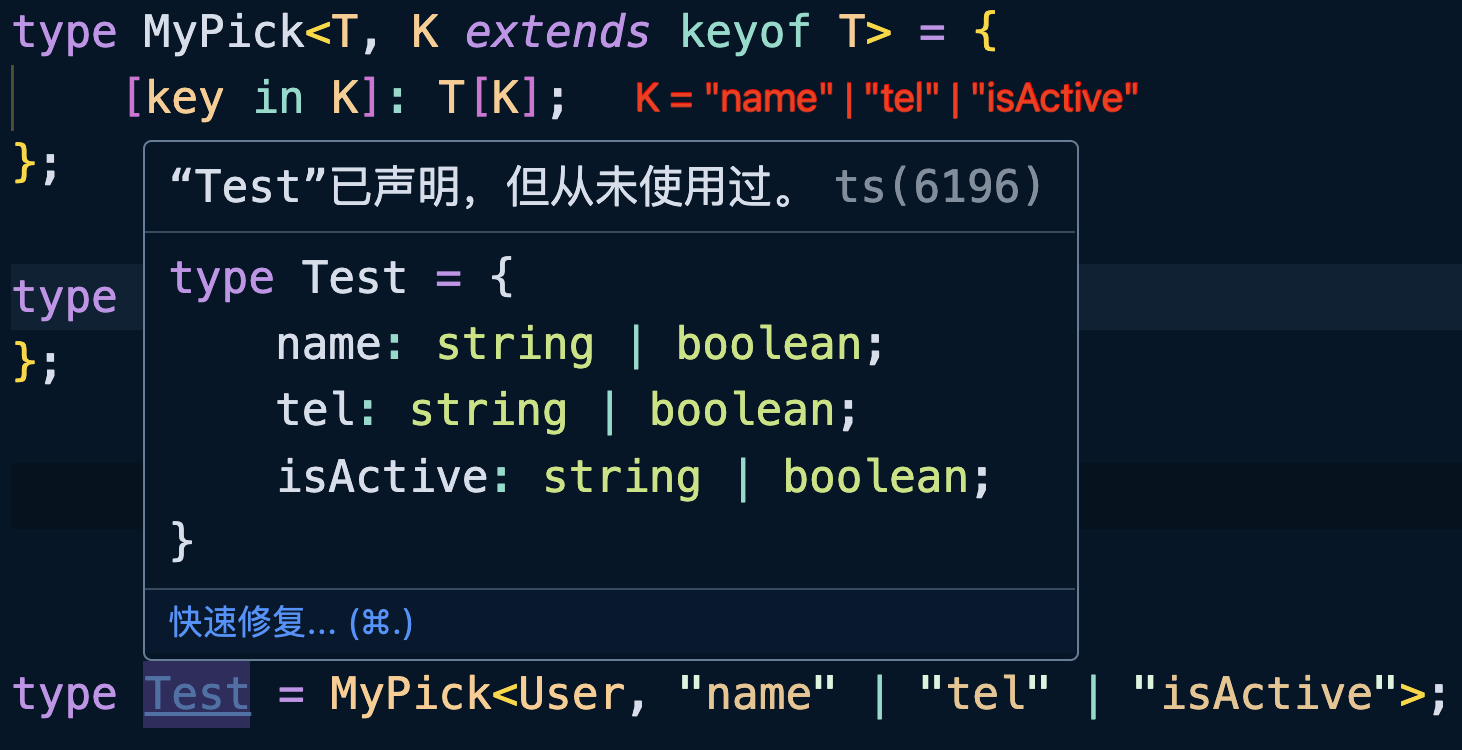 type MyPick<T, K extends keyof T> = {
[key in K]: T[K]; K = "name" | "tel" | "isActive"
};
“Test”已声明，但从未使用过。 ts(6196)
type Test = {
name: string | boolean;
tel: string | boolean;
isActive: string | boolean;
}
快速修复... (⌘.)
type
};
type Test = MyPick<User, "name" | "tel" | "isActive">;